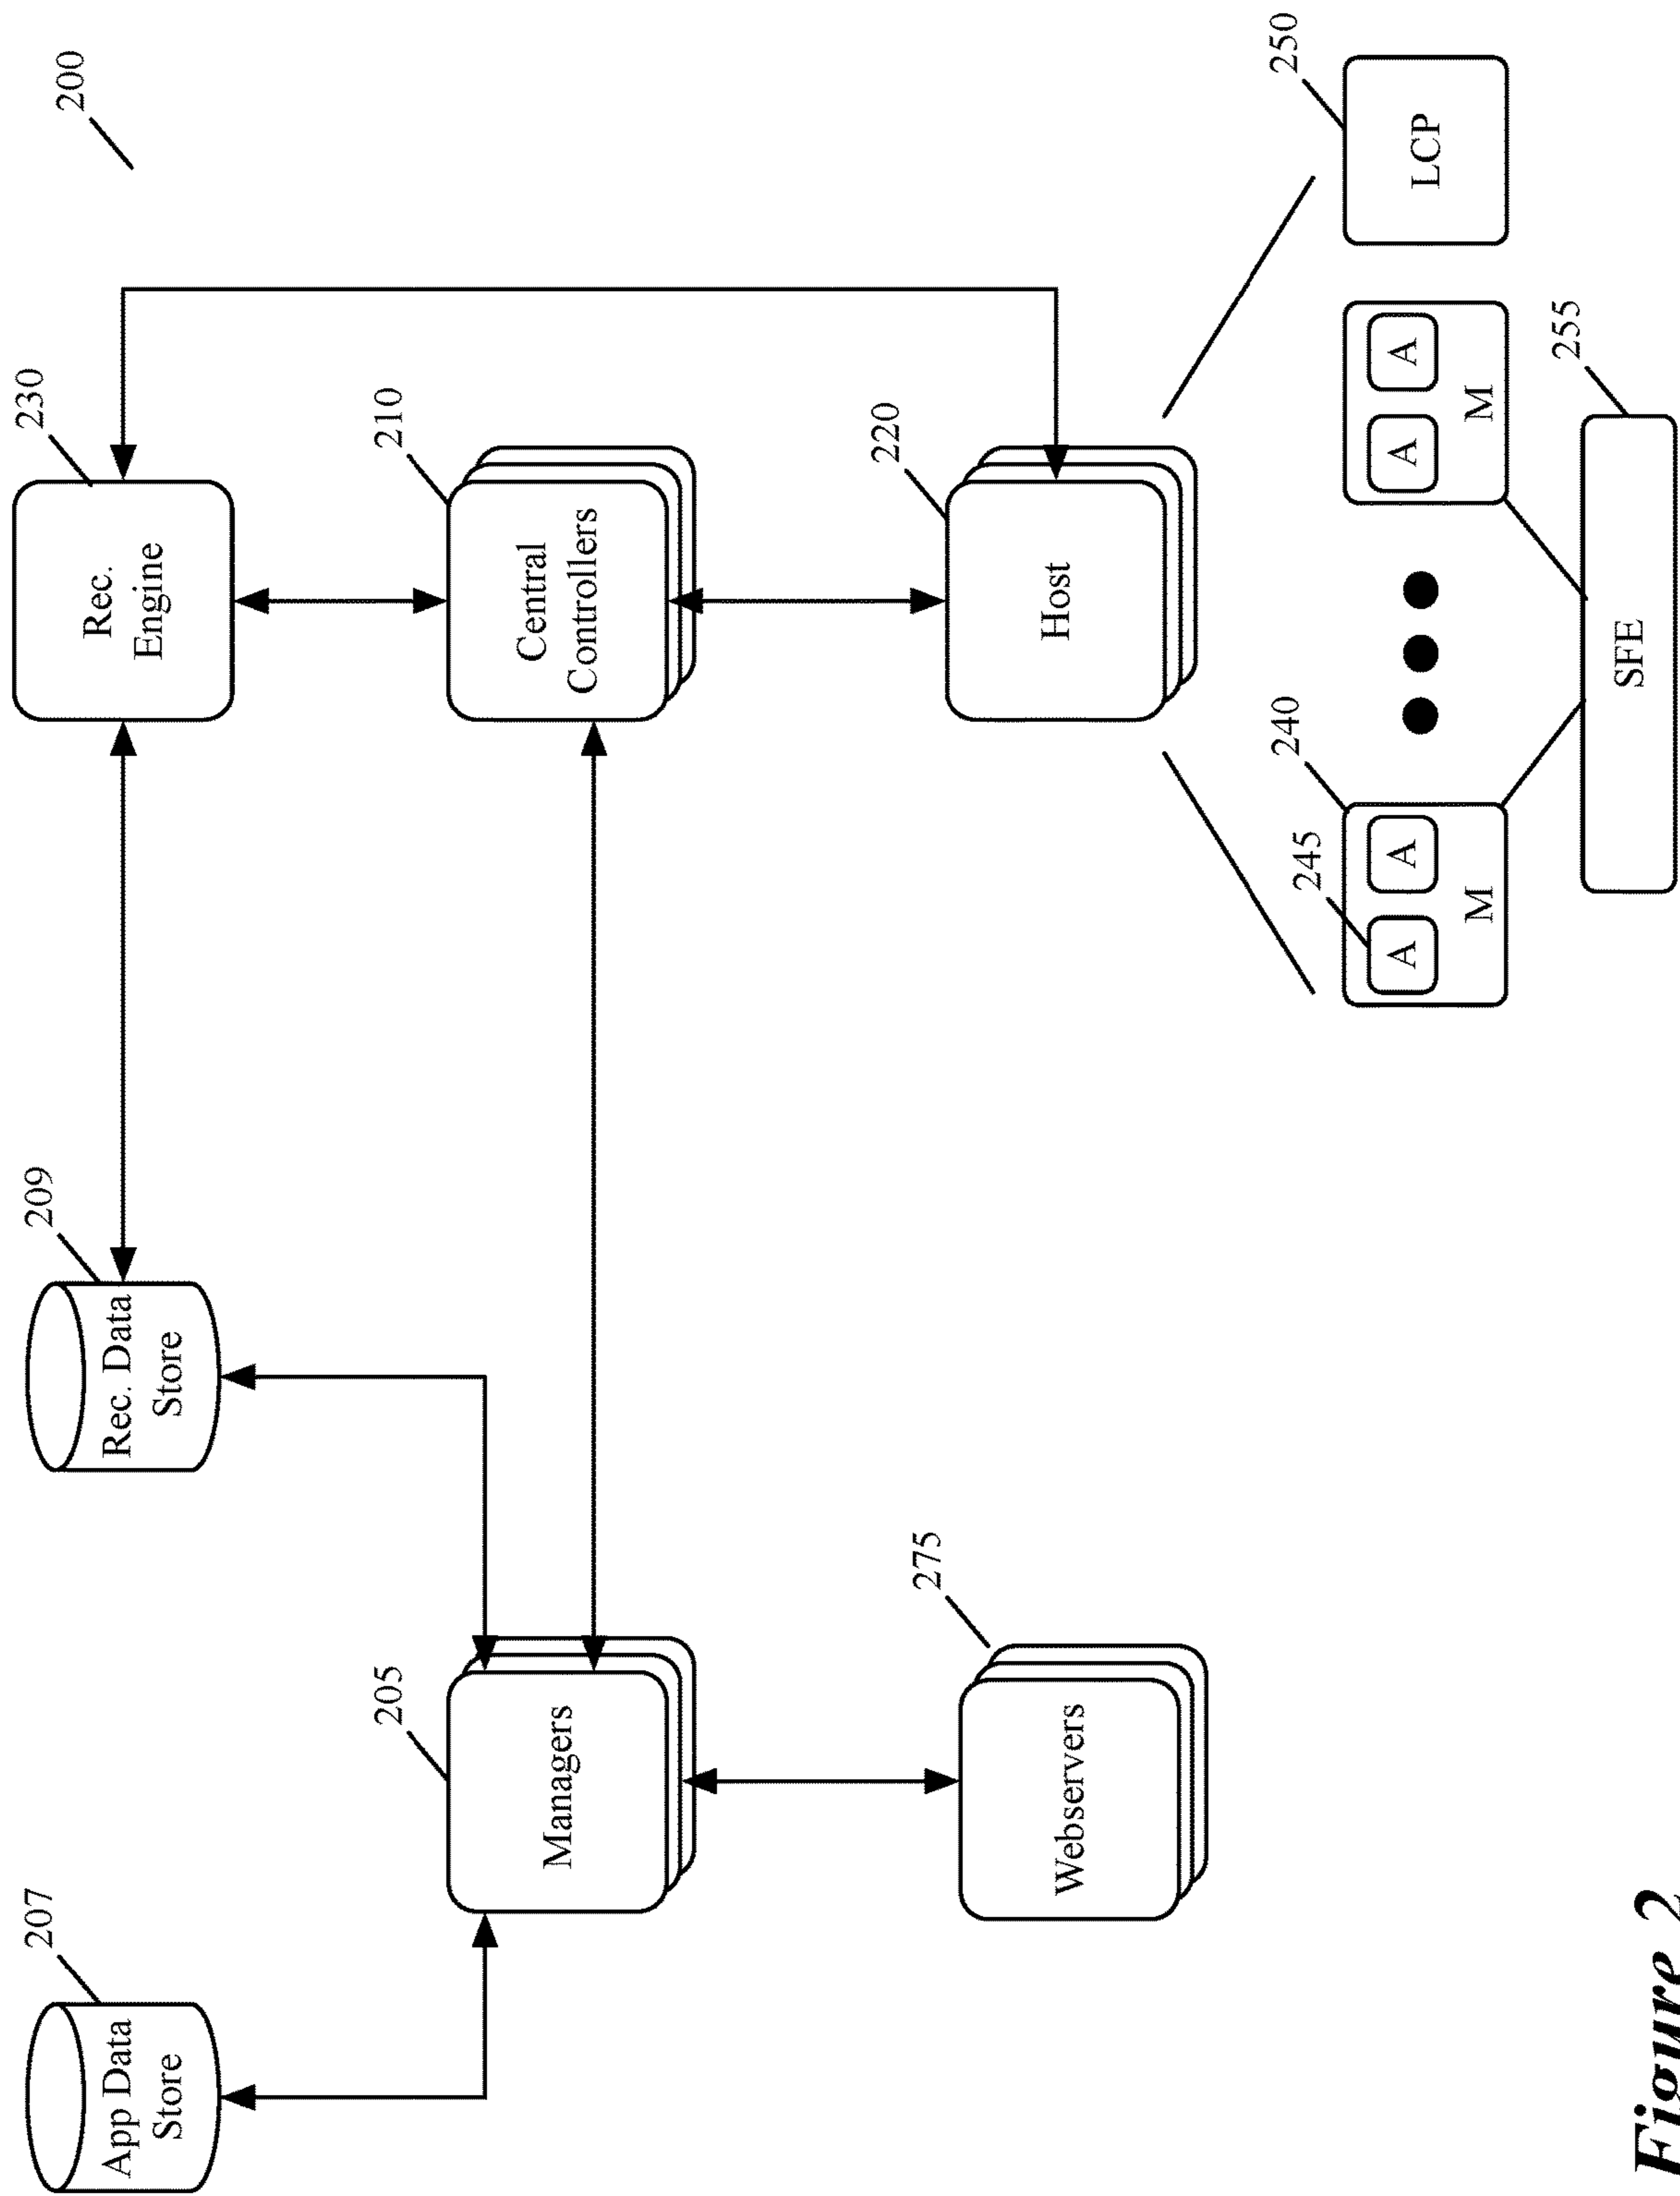 200
207
App Data
Store
209
Rec. Data
Store
230
Rec.
Engine
205
Managers
210
Central
Controllers
275
Webservers
220
Host
240
245
A
A
M
A
A
M
250
LCP
255
SFE
Figure 2